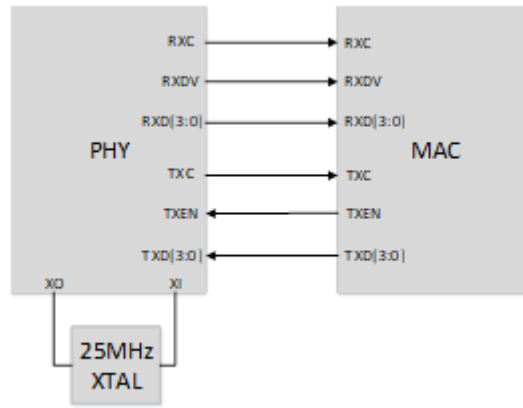 RXC RXC
RXDV RXDV
RXD(3:0) RXD(3:0)
PHY MAC
TXC TXC
TXEN TXEN
TXD(3:0) TXD(3:0)
XO XI
25MHz
XTAL